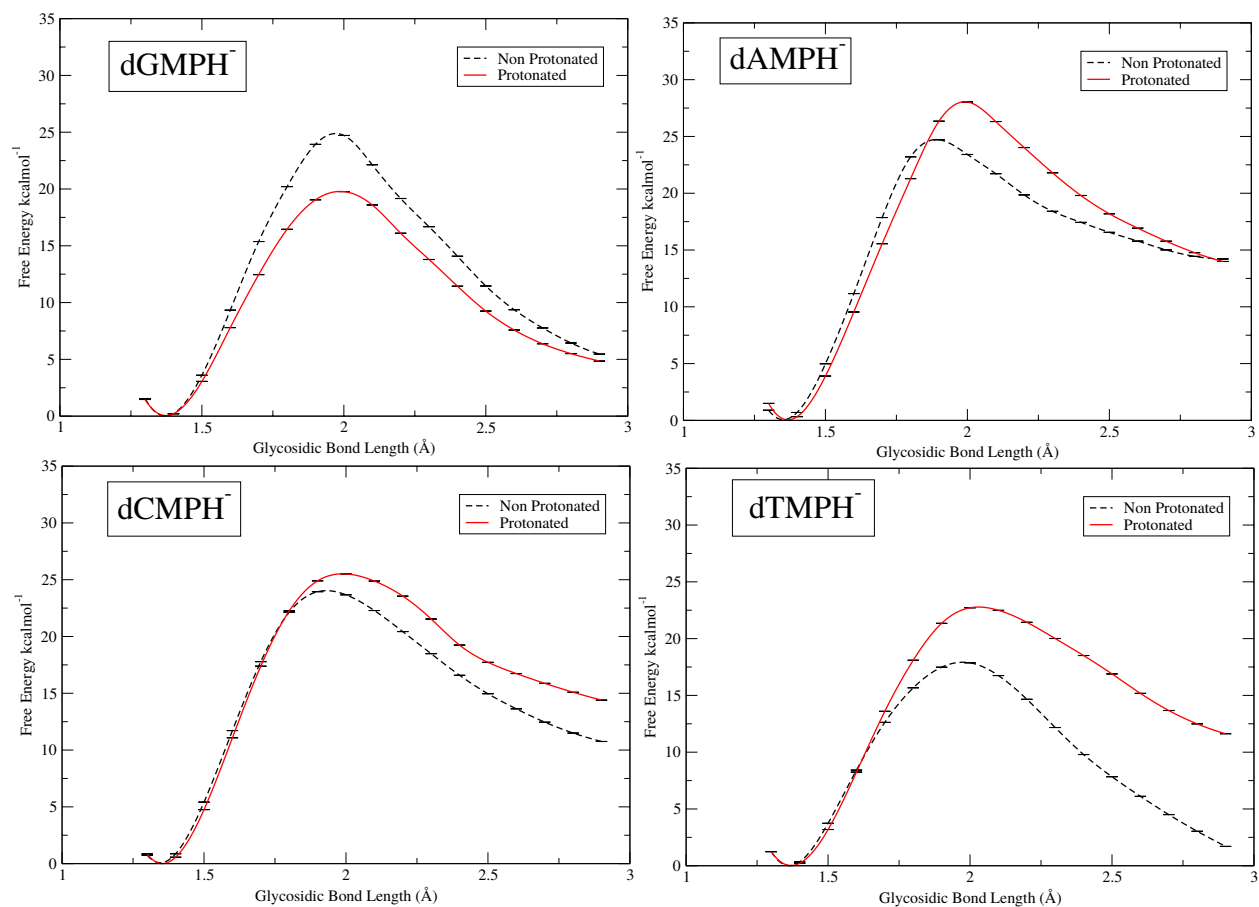 dGMPH⁻
Non Protonated
Protonated
Free Energy kcalmol⁻¹
35
30
25
20
15
10
5
0
1
1.5
2
2.5
3
Glycosidic Bond Length (Å)
dAMPH⁻
Non Protonated
Protonated
Free Energy kcalmol⁻¹
35
30
25
20
15
10
5
0
1
1.5
2
2.5
3
Glycosidic Bond Length (Å)
dCMPH⁻
Non Protonated
Protonated
Free Energy kcalmol⁻¹
35
30
25
20
15
10
5
0
1
1.5
2
2.5
3
Glycosidic Bond Length (Å)
dTMPH⁻
Non Protonated
Protonated
Free Energy kcalmol⁻¹
35
30
25
20
15
10
5
0
1
1.5
2
2.5
3
Glycosidic Bond Length (Å)